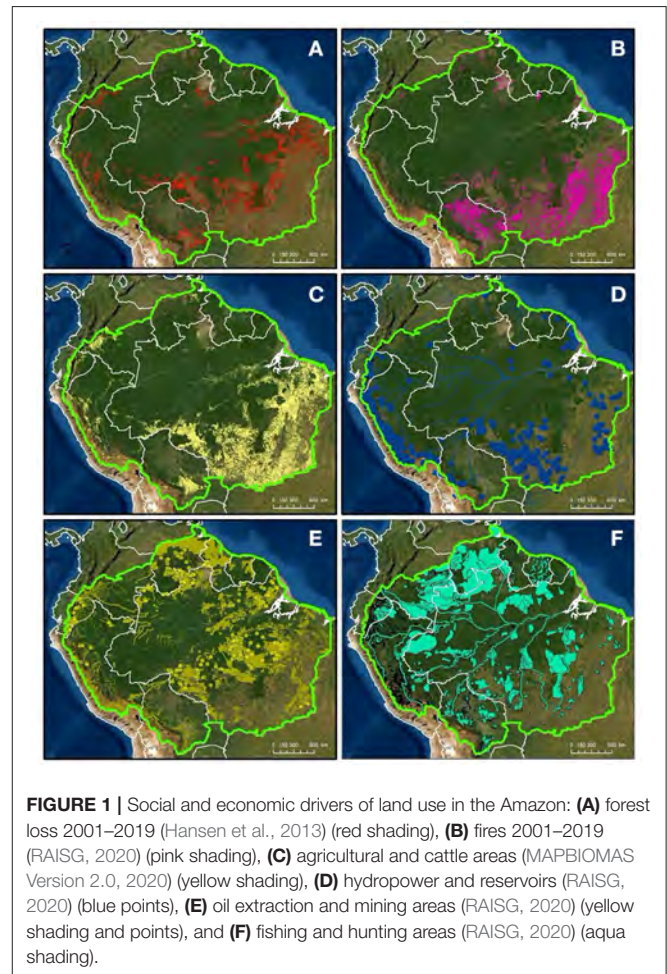 A
B
C
D
E
F
FIGURE 1 | Social and economic drivers of land use in the Amazon: (A) forest
loss 2001–2019 (Hansen et al., 2013) (red shading), (B) fires 2001–2019
(RAISG, 2020) (pink shading), (C) agricultural and cattle areas (MAPBIOMAS
Version 2.0, 2020) (yellow shading), (D) hydropower and reservoirs (RAISG,
2020) (blue points), (E) oil extraction and mining areas (RAISG, 2020) (yellow
shading and points), and (F) fishing and hunting areas (RAISG, 2020) (aqua
shading).